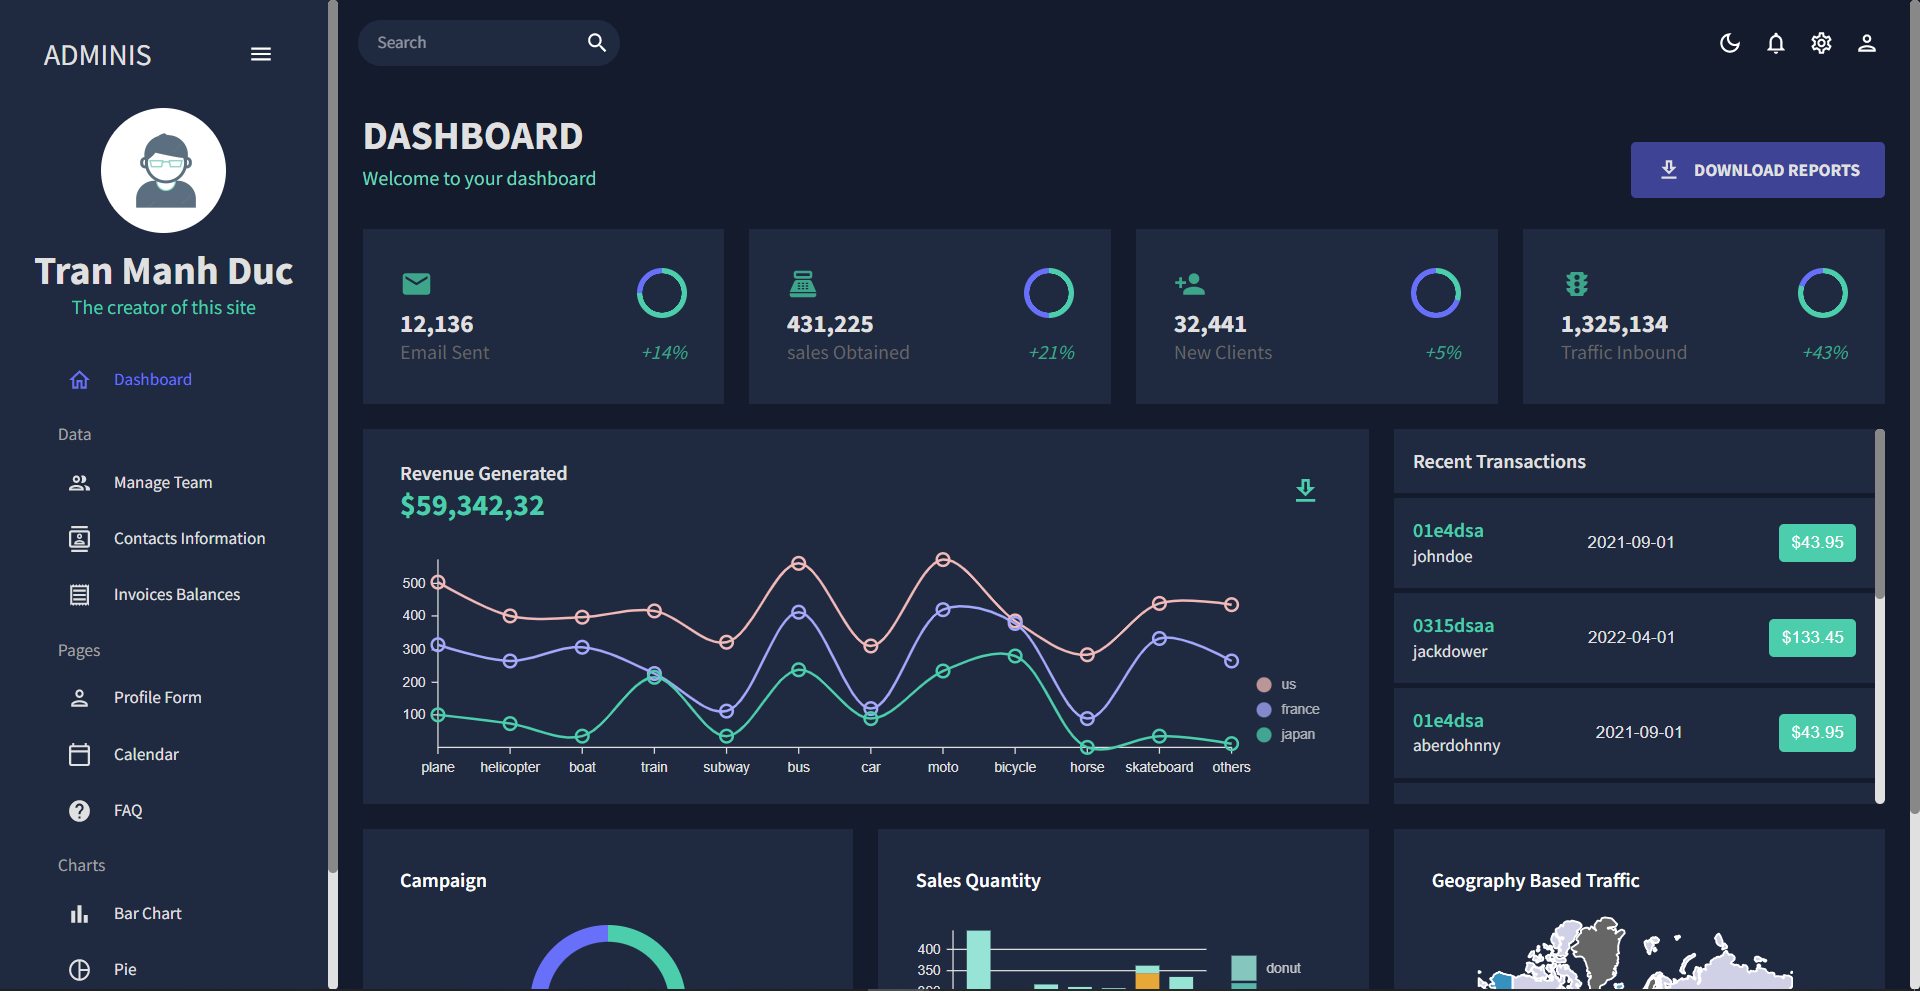 ADMINIS
Tran Manh Duc
The creator of this site
Dashboard
Data
Manage Team
Contacts Information
Invoices Balances
Pages
Profile Form
Calendar
FAQ
Charts
Bar Chart
Pie
Search
DASHBOARD
Welcome to your dashboard
DOWNLOAD REPORTS
12,136
Email Sent
+14%
431,225
sales Obtained
+21%
32,441
New Clients
+5%
1,325,134
Traffic Inbound
+43%
Revenue Generated
$59,342,32
500
400
300
200
100
plane helicopter boat train subway bus car moto bicycle horse skateboard others
us
france
japan
Recent Transactions
01e4dsa
johndoe
2021-09-01
$43.95
0315dsaa
jackdower
2022-04-01
$133.45
01e4dsa
aberdohnny
2021-09-01
$43.95
Campaign
Sales Quantity
400
350
donut
Geography Based Traffic